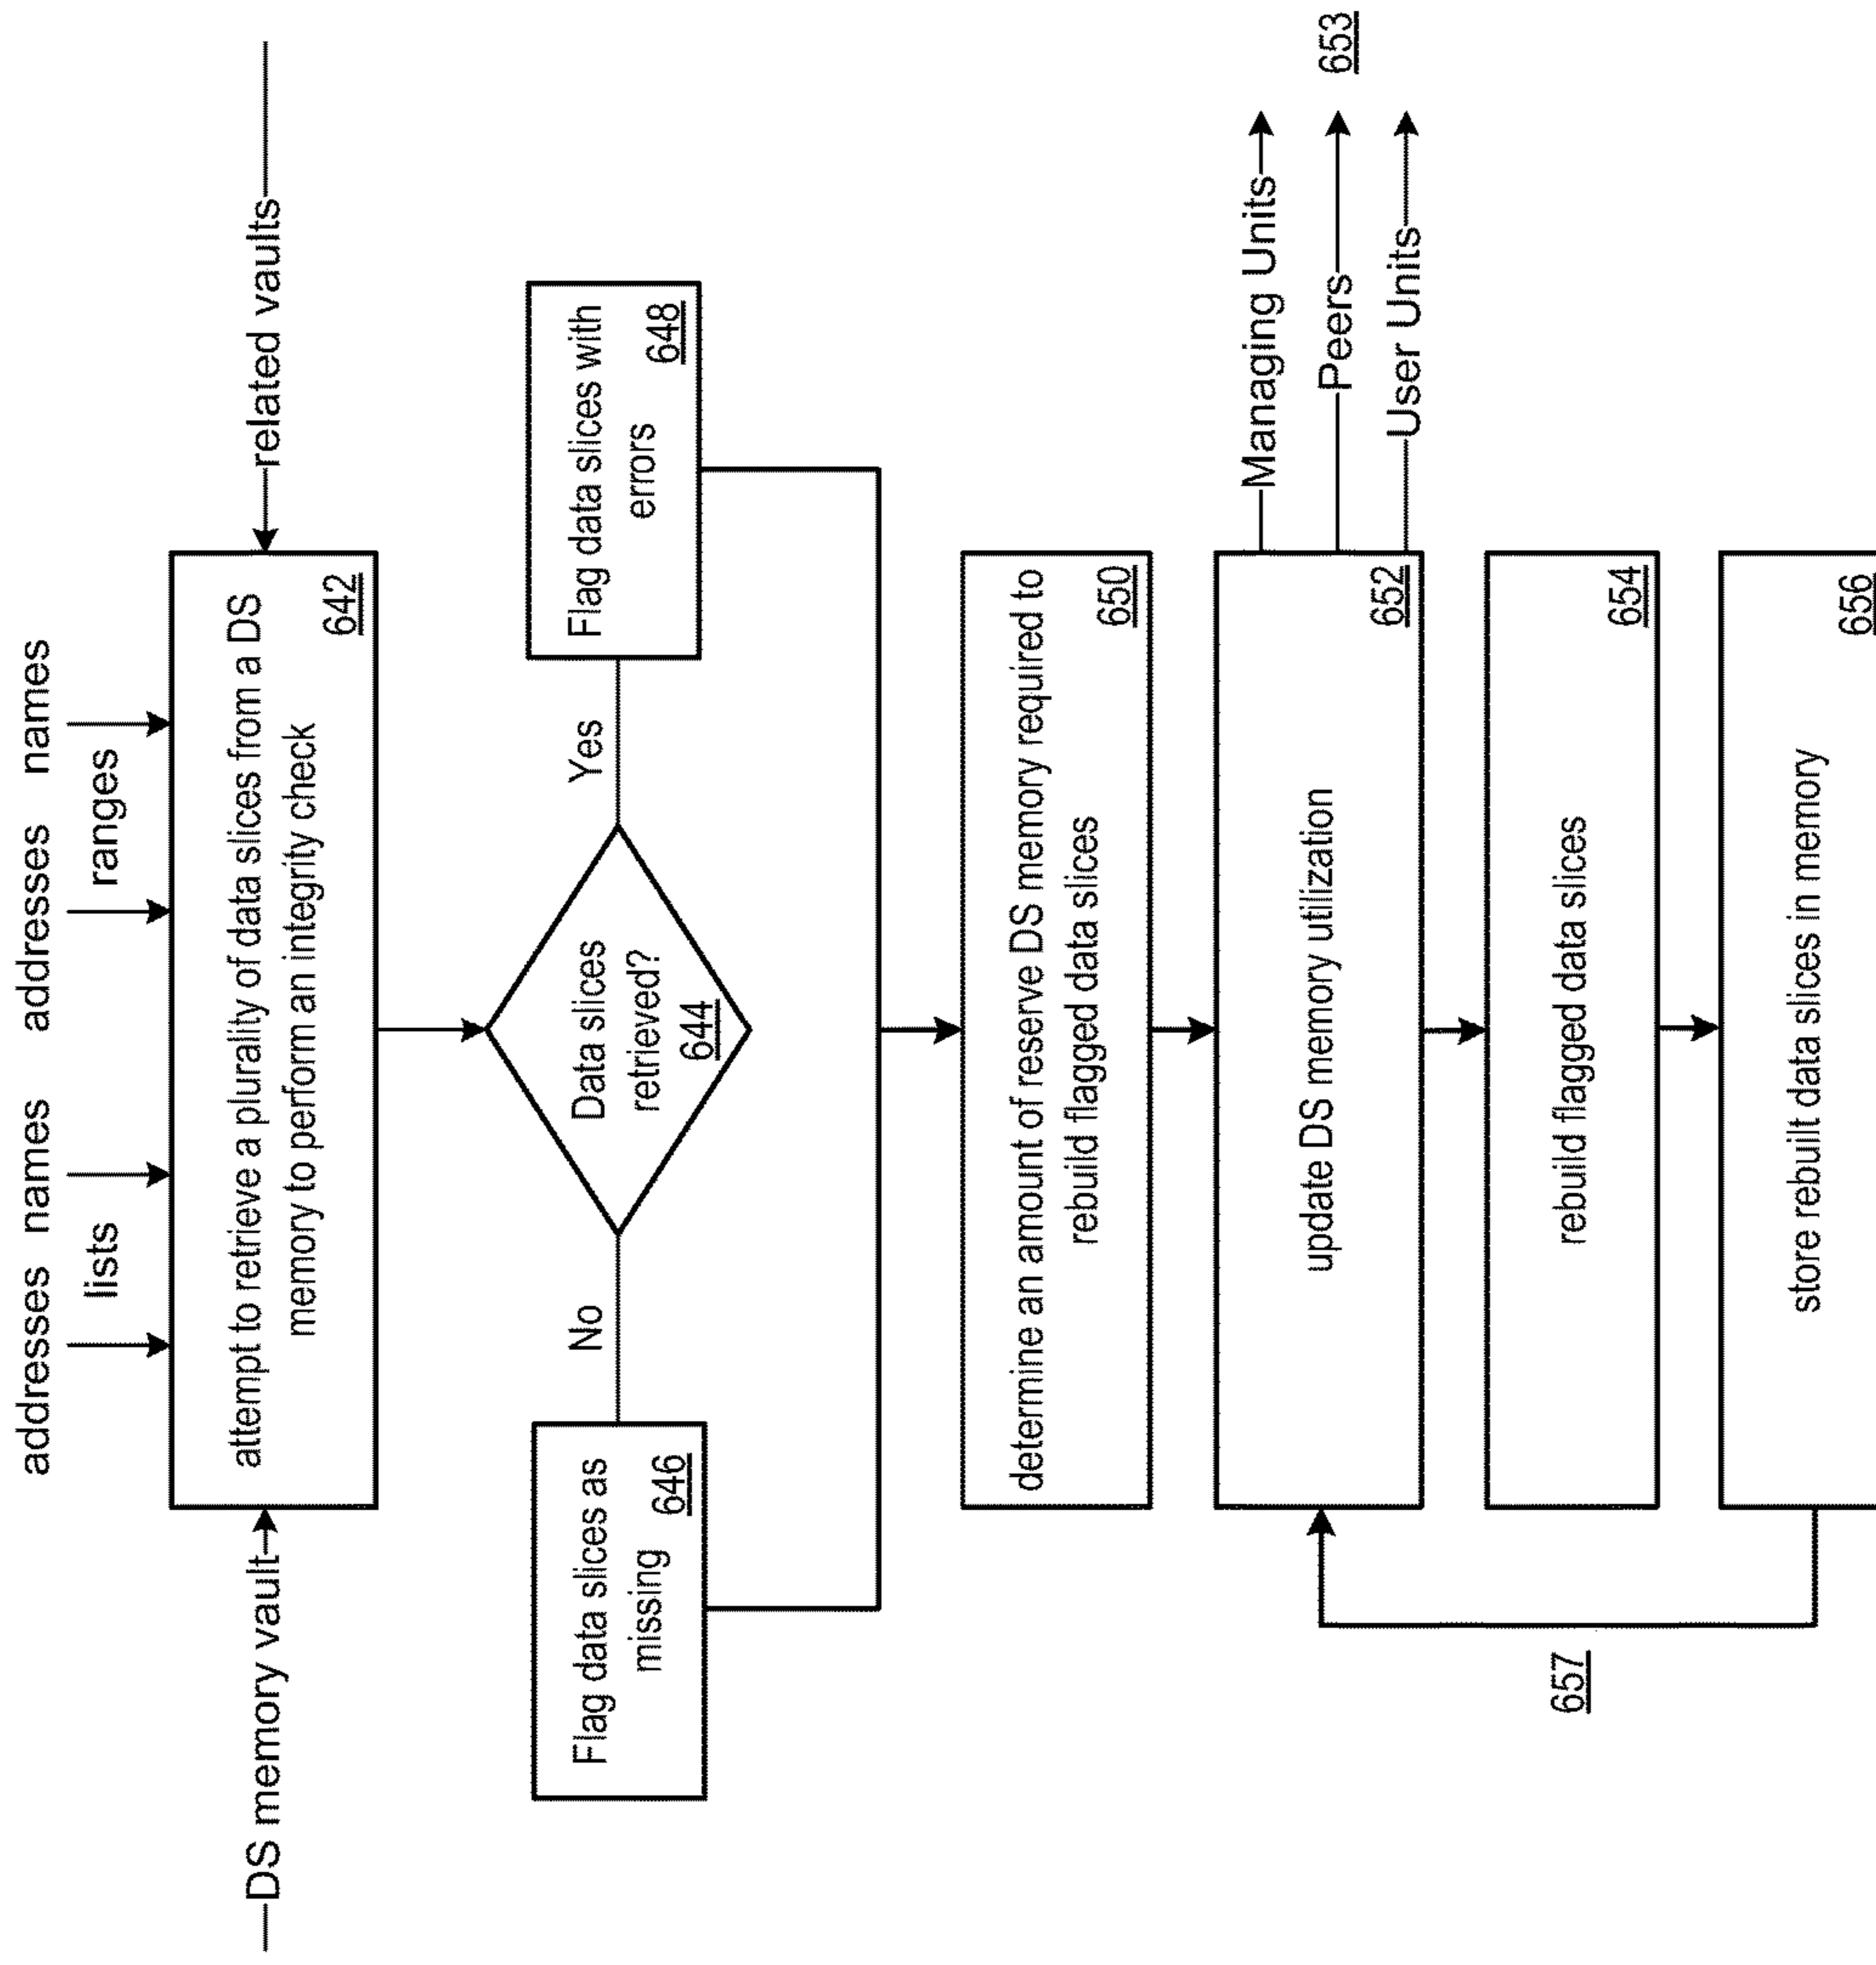 addresses names addresses names
lists ranges
DS memory vault
related vaults
attempt to retrieve a plurality of data slices from a DS
memory to perform an integrity check
642
Data slices
retrieved?
644
No
Yes
Flag data slices as
missing
646
Flag data slices with
errors
648
determine an amount of reserve DS memory required to
rebuild flagged data slices
650
update DS memory utilization
652
Managing Units
Peers
User Units
653
rebuild flagged data slices
654
store rebuilt data slices in memory
656
657